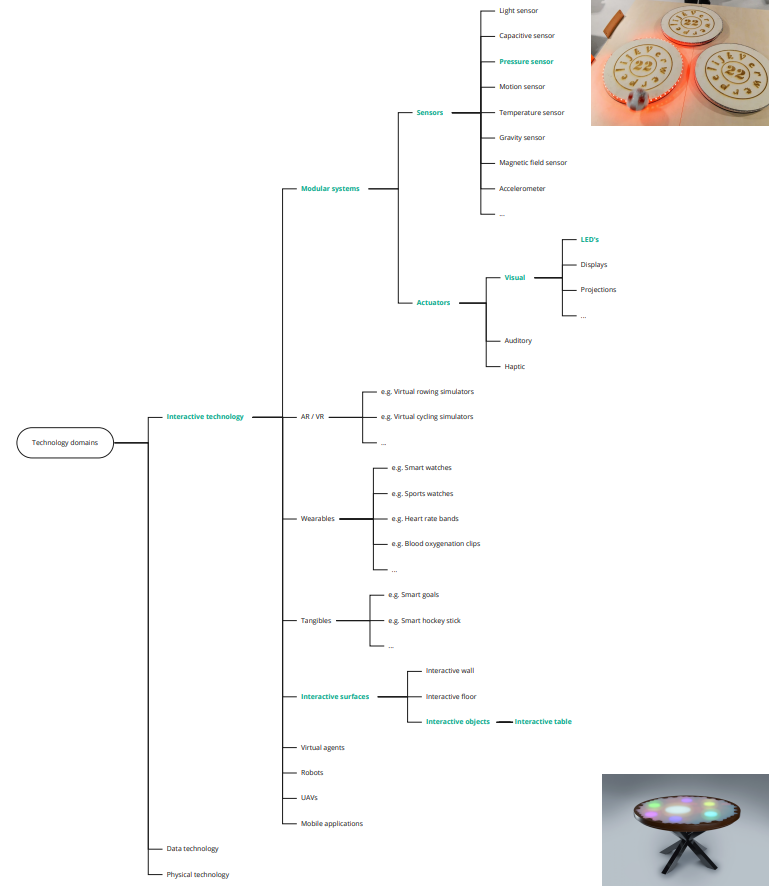 Technology domains
Interactive technology
Modular systems
Sensors
Light sensor
Capacitive sensor
Pressure sensor
Motion sensor
Temperature sensor
Gravity sensor
Magnetic field sensor
Accelerometer
...
Actuators
Visual
LED's
Displays
Projections
...
Auditory
Haptic
AR / VR
e.g. Virtual rowing simulators
e.g. Virtual cycling simulators
...
Wearables
e.g. Smart watches
e.g. Sports watches
e.g. Heart rate bands
e.g. Blood oxygenation clips
...
Tangibles
e.g. Smart goals
e.g. Smart hockey stick
...
Interactive surfaces
Interactive wall
Interactive floor
Interactive objects
Interactive table
Virtual agents
Robots
UAVs
Mobile applications
Data technology
Physical technology
22
22
22